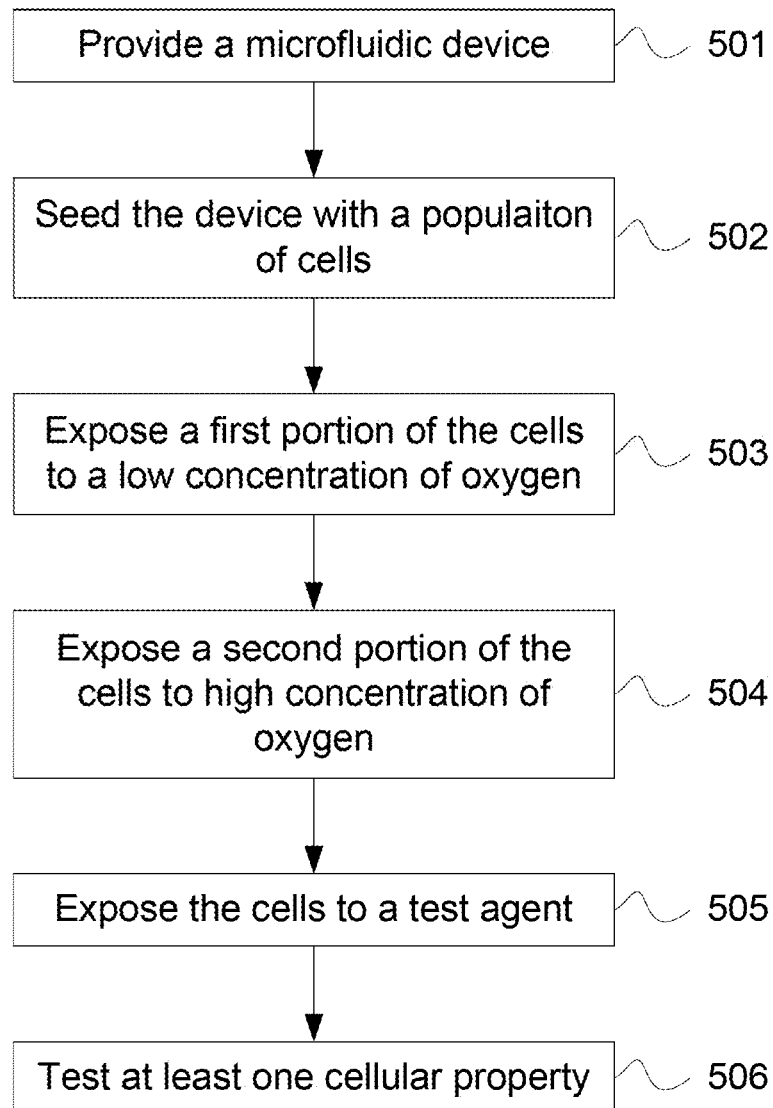 Provide a microfluidic device
501
Seed the device with a populaiton
of cells
502
Expose a first portion of the cells
to a low concentration of oxygen
503
Expose a second portion of the
cells to high concentration of
oxygen
504
Expose the cells to a test agent
505
Test at least one cellular property
506